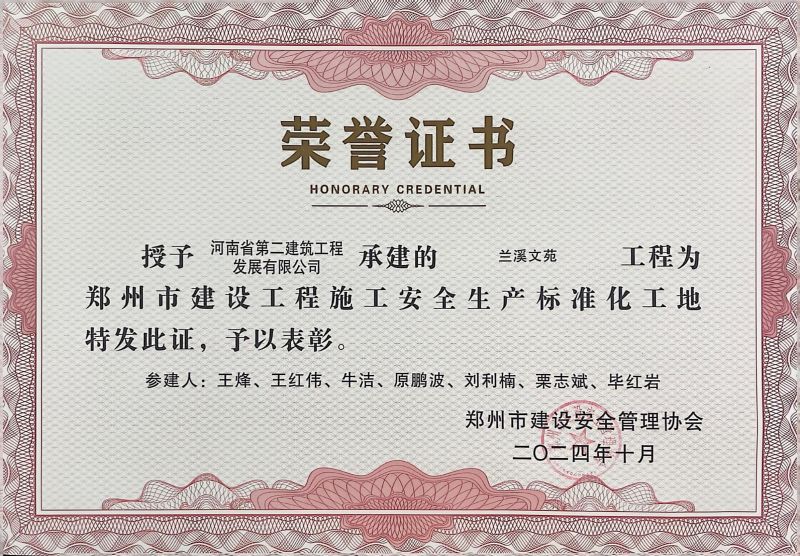 荣誉证书
HONORARY CREDENTIAL
授予 河南省第二建筑工程发展有限公司 承建的 兰溪文苑 工程为
郑州市建设工程施工安全生产标准化工地
特发此证，予以表彰。
参建人：王烽、王红伟、牛洁、原鹏波、刘利楠、栗志斌、毕红岩
郑州市建设安全管理协会
二〇二四年十月